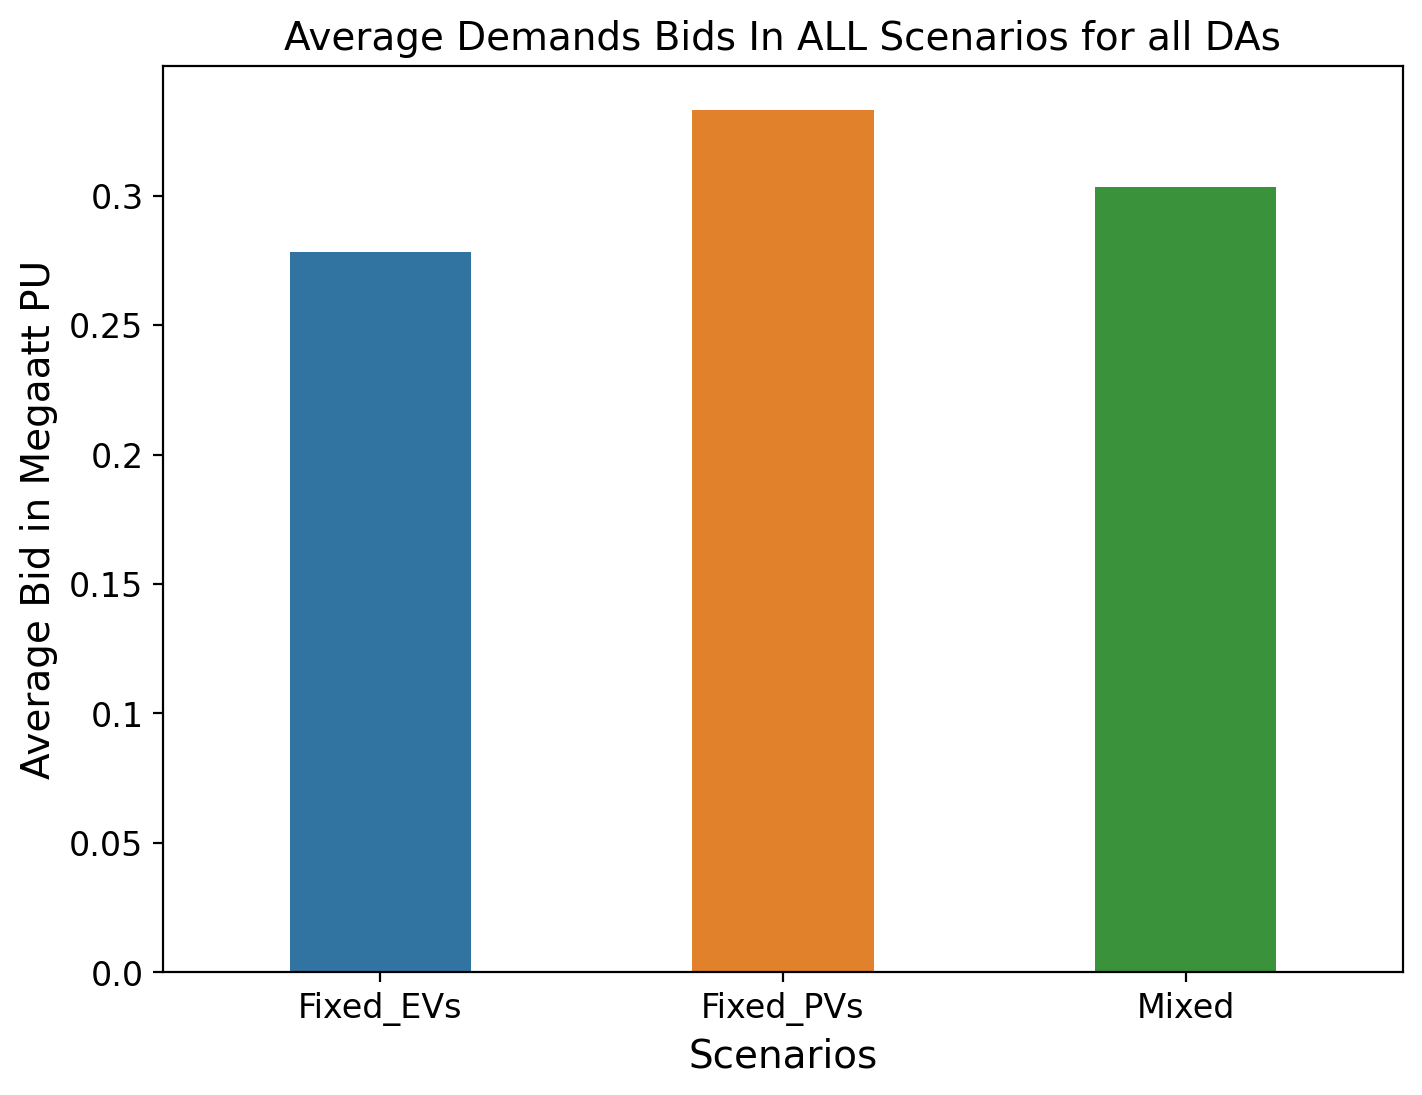 Average Demands Bids In ALL Scenarios for all DAs
Average Bid in Megaatt PU
0.3
0.25
0.2
0.15
0.1
0.05
0.0
Fixed_EVs
Fixed_PVs
Mixed
Scenarios